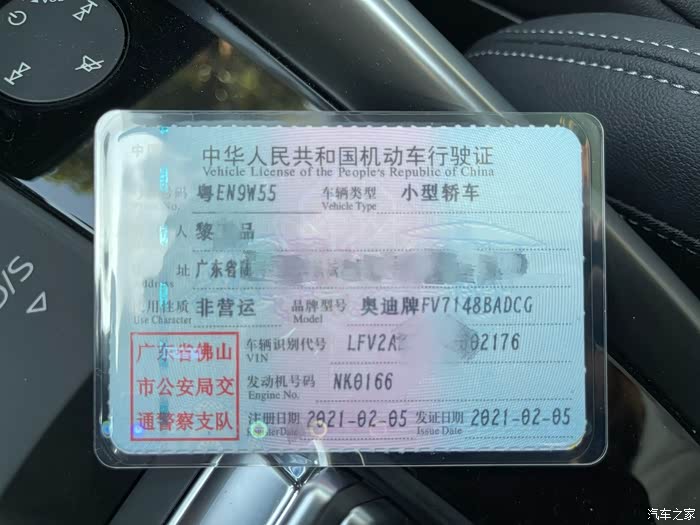 中华人民共和国机动车行驶证
Vehicle License of the People's Republic of China
号码 粤EN9W55 车辆类型 小型轿车
No. Vehicle Type
人 黎 品
址 广东省
Address
用性质 非营运 品牌型号 奥迪牌FV7148BADCG
Use Character Model
车辆识别代号 LFV2A 02176
VIN
发动机号码 NK0166
Engine No.
广东省佛山
市公安局交
通警察支队
注册日期 2021-02-05 发证日期 2021-02-05
Register Date Issue Date
D/S
汽车之家